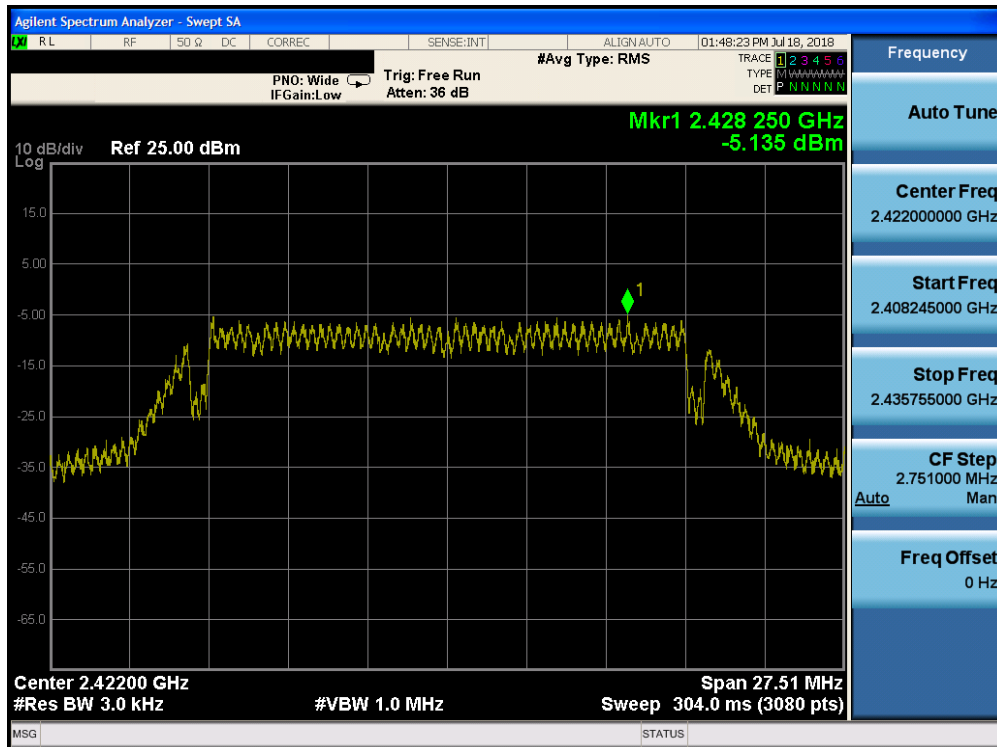 Agilent Spectrum Analyzer - Swept SA
LXI RL RF 50 Ω DC CORREC SENSE:INT ALIGN AUTO 01:48:23 PM Jul 18, 2018
#Avg Type: RMS
TRACE 1 2 3 4 5 6
PNO: Wide Trig: Free Run
TYPE M WWWWW
IFGain:Low Atten: 36 dB
DET P N N N N N
Mkr1 2.428 250 GHz
-5.135 dBm
10 dB/div Ref 25.00 dBm
Log
15.0
5.00
1
-5.00
-15.0
-25.0
-35.0
-45.0
-55.0
-65.0
Center 2.42200 GHz Span 27.51 MHz
#Res BW 3.0 kHz #VBW 1.0 MHz Sweep 304.0 ms (3080 pts)
MSG STATUS
Frequency
Auto Tune
Center Freq
2.422000000 GHz
Start Freq
2.408245000 GHz
Stop Freq
2.435755000 GHz
CF Step
2.751000 MHz
Auto Man
Freq Offset
0 Hz